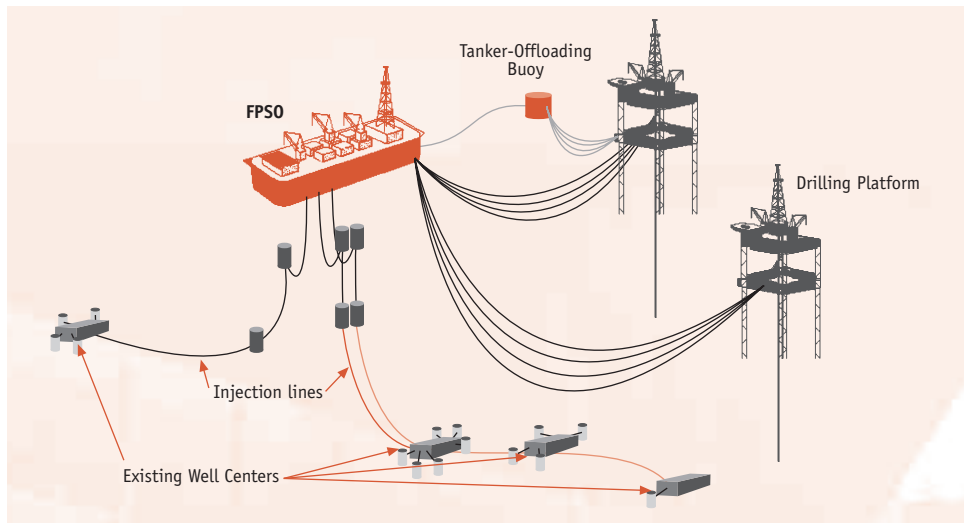 Tanker-Offloading
Buoy
FPSO
Drilling Platform
Injection lines
Existing Well Centers